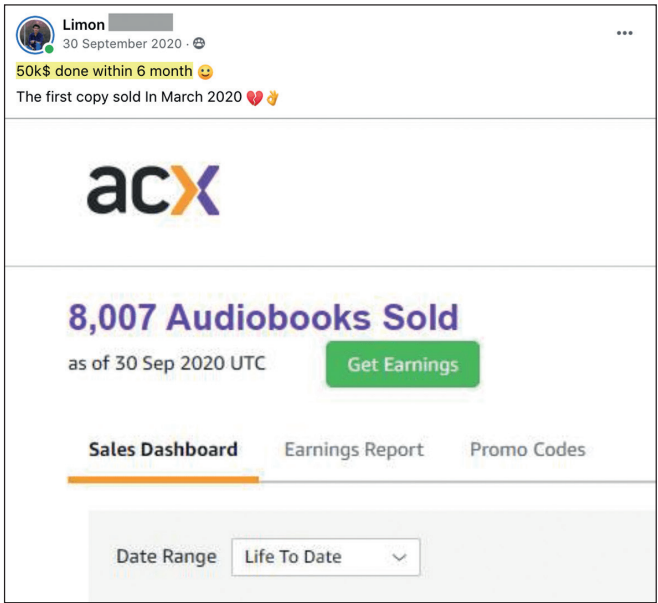 Limon
30 September 2020 ·
50k$ done within 6 month 😀
The first copy sold In March 2020 💔👌
acx
8,007 Audiobooks Sold
as of 30 Sep 2020 UTC
Get Earnings
Sales Dashboard
Earnings Report
Promo Codes
Date Range
Life To Date